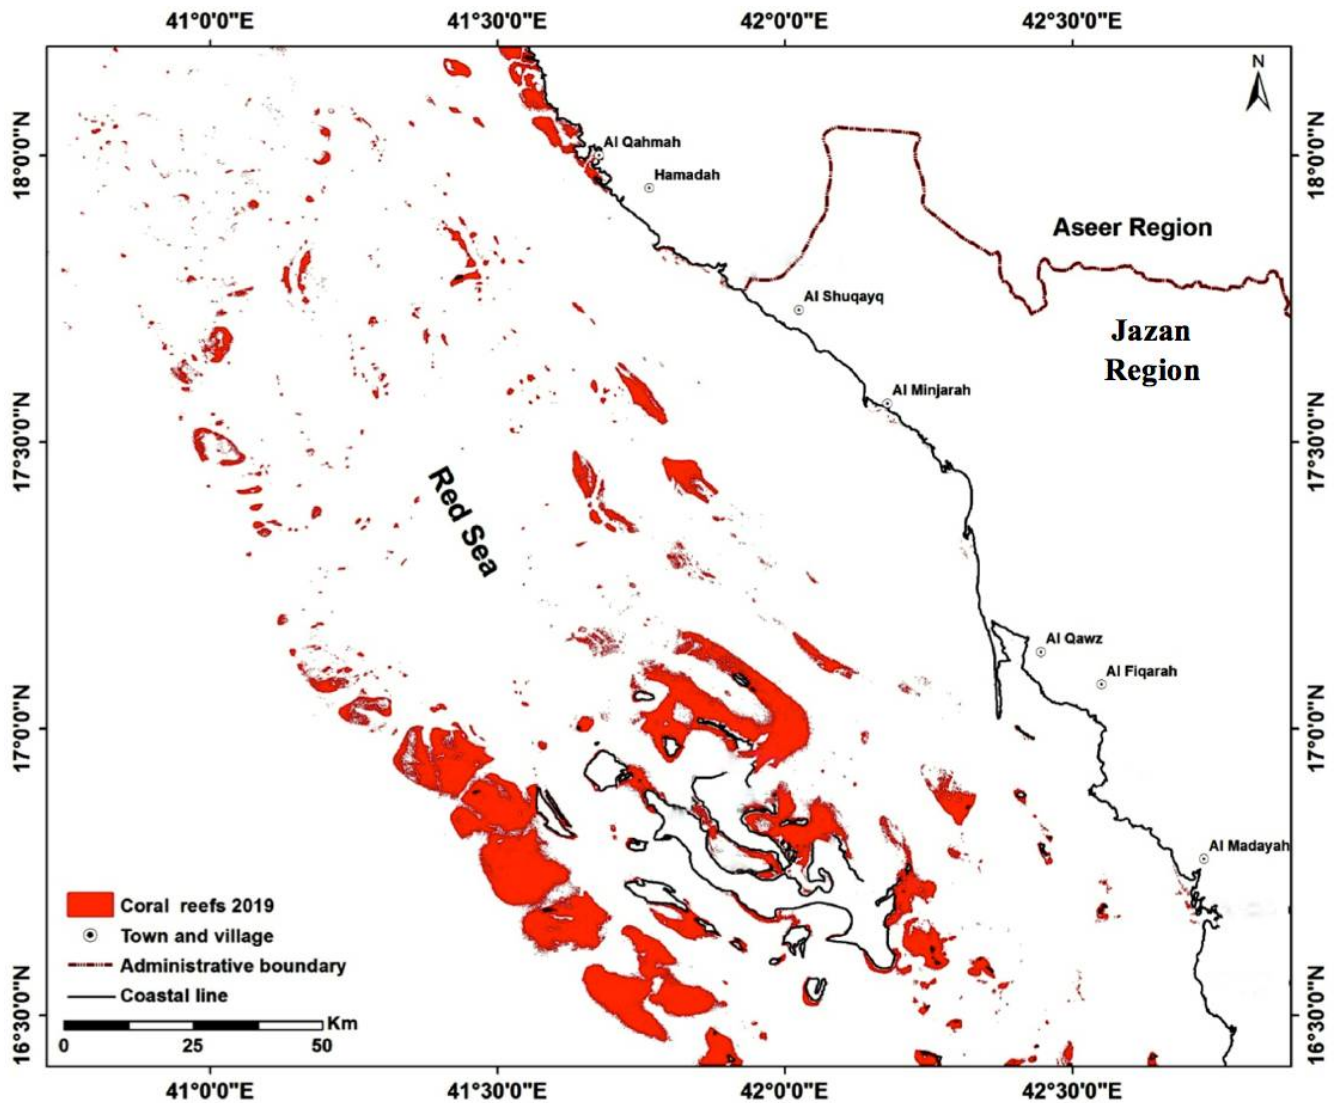 41°0'0"E 41°30'0"E 42°0'0"E 42°30'0"E
N
18°0'0"N
18°0'0"N
Al Qahmah
Hamadah
Aseer Region
Al Shuqayq
Jazan
Region
Al Minjarah
17°30'0"N
17°30'0"N
Red Sea
Al Qawz
Al Fiqarah
17°0'0"N
17°0'0"N
Al Madayah
Coral reefs 2019
Town and village
Administrative boundary
Coastal line
Km
0 25 50
16°30'0"N
16°30'0"N
41°0'0"E 41°30'0"E 42°0'0"E 42°30'0"E